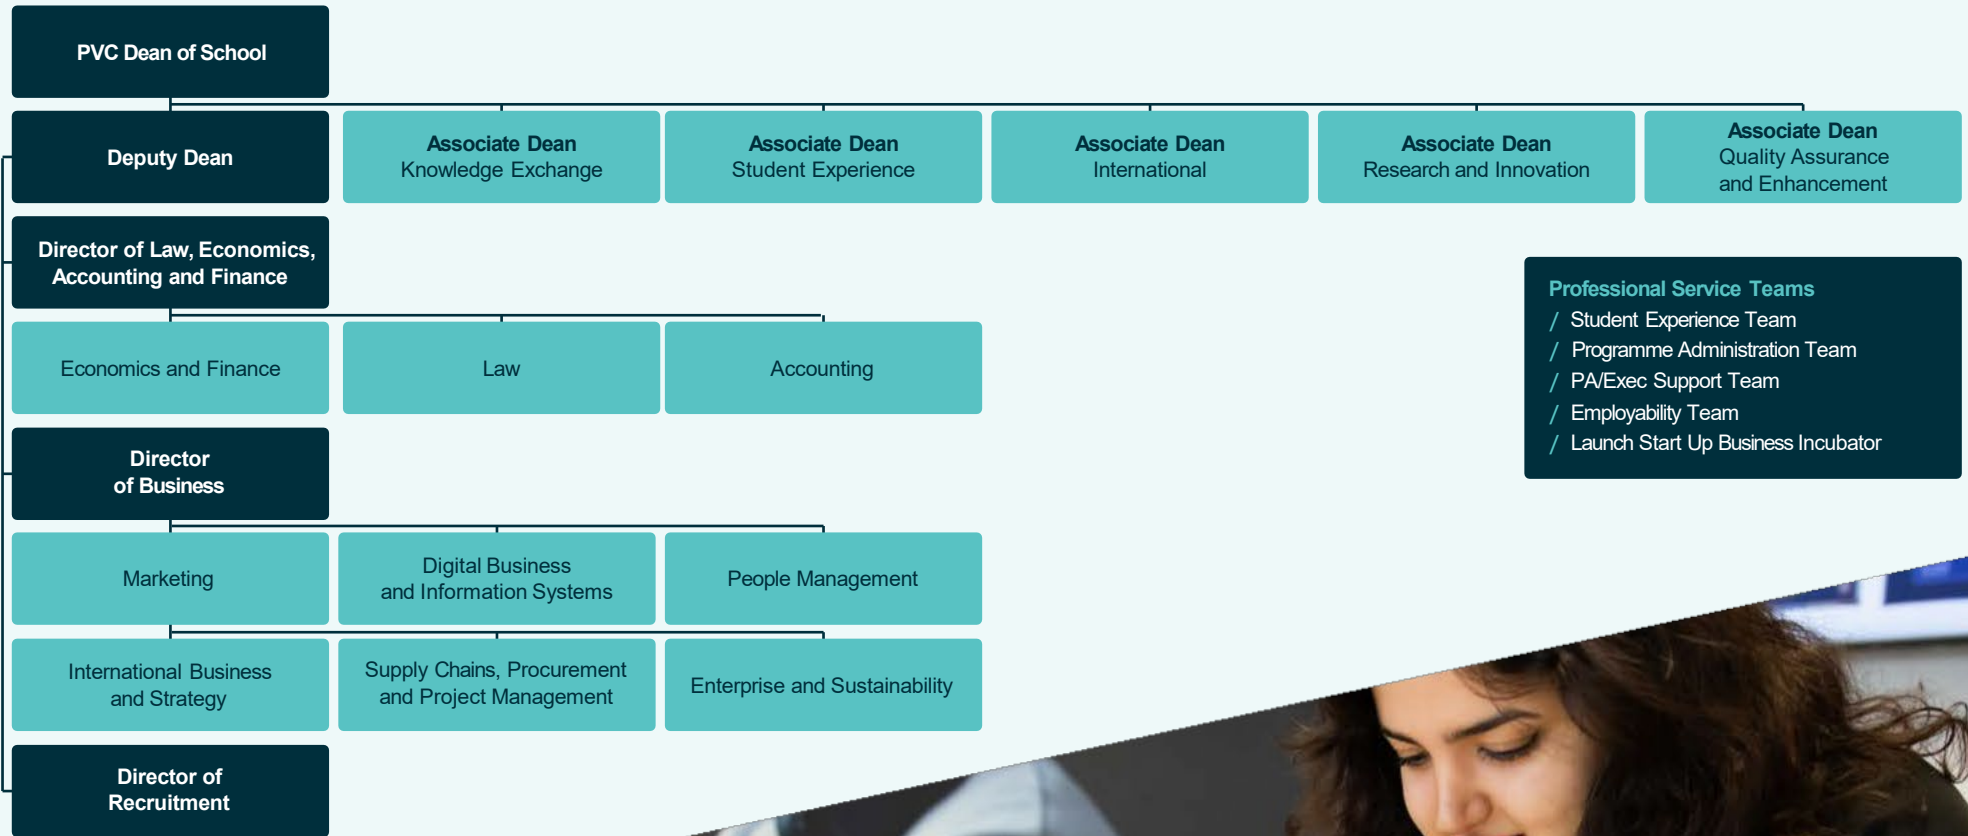 PVC Dean of School
Deputy Dean
Associate Dean
Knowledge Exchange
Associate Dean
Student Experience
Associate Dean
International
Associate Dean
Research and Innovation
Associate Dean
Quality Assurance
and Enhancement
Director of Law, Economics,
Accounting and Finance
Economics and Finance
Law
Accounting
Professional Service Teams
/ Student Experience Team
/ Programme Administration Team
/ PA/Exec Support Team
/ Employability Team
/ Launch Start Up Business Incubator
Director
of Business
Marketing
Digital Business
and Information Systems
People Management
International Business
and Strategy
Supply Chains, Procurement
and Project Management
Enterprise and Sustainability
Director of
Recruitment